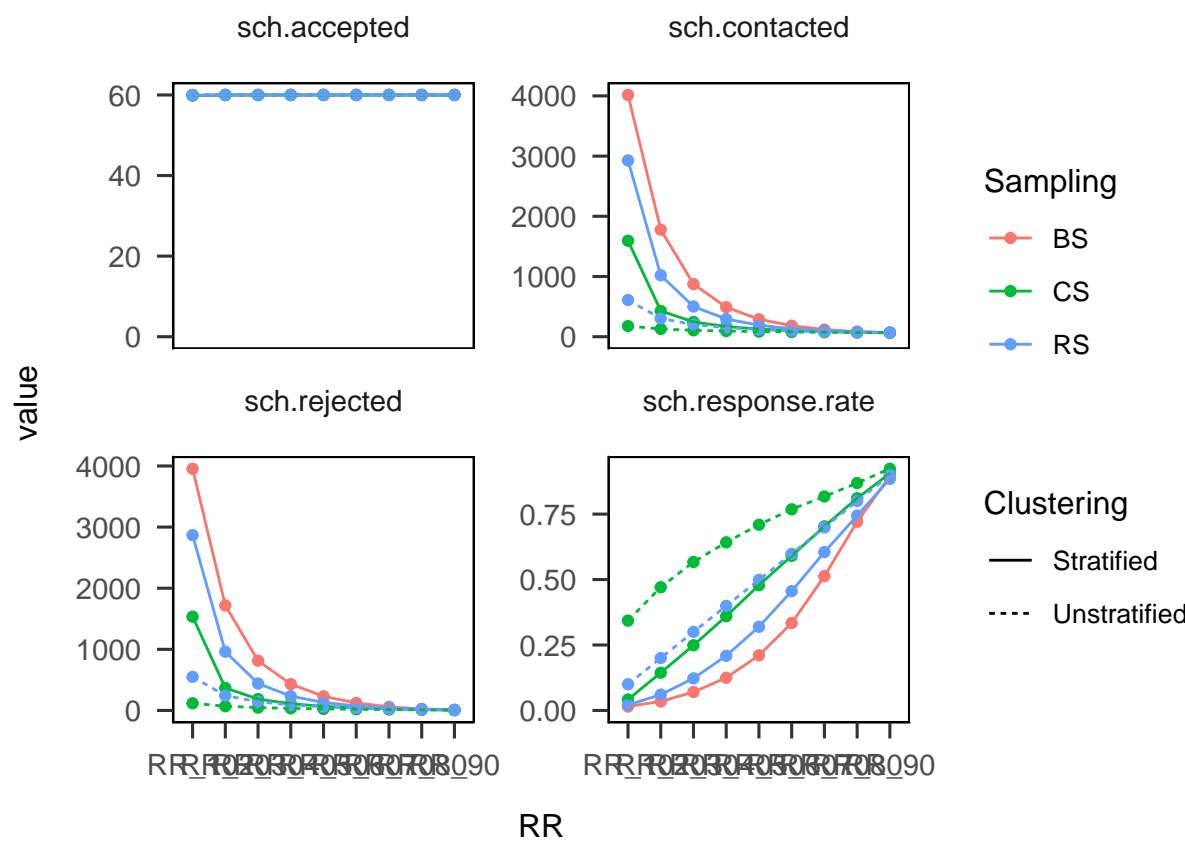 sch.accepted
sch.contacted
60
40
20
0
4000
3000
2000
1000
0
Sampling
BS
CS
RS
value
sch.rejected
sch.response.rate
4000
3000
2000
1000
0
0.75
0.50
0.25
0.00
Clustering
Stratified
Unstratified
RR